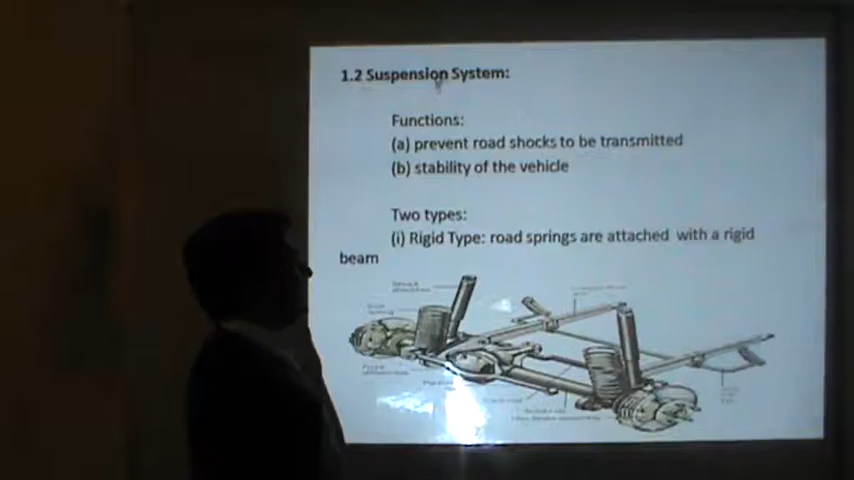 1.2 Suspension System:
Functions:
(a) prevent road shocks to be transmitted
(b) stability of the vehicle
Two types:
(i) Rigid Type: road springs are attached with a rigid
beam